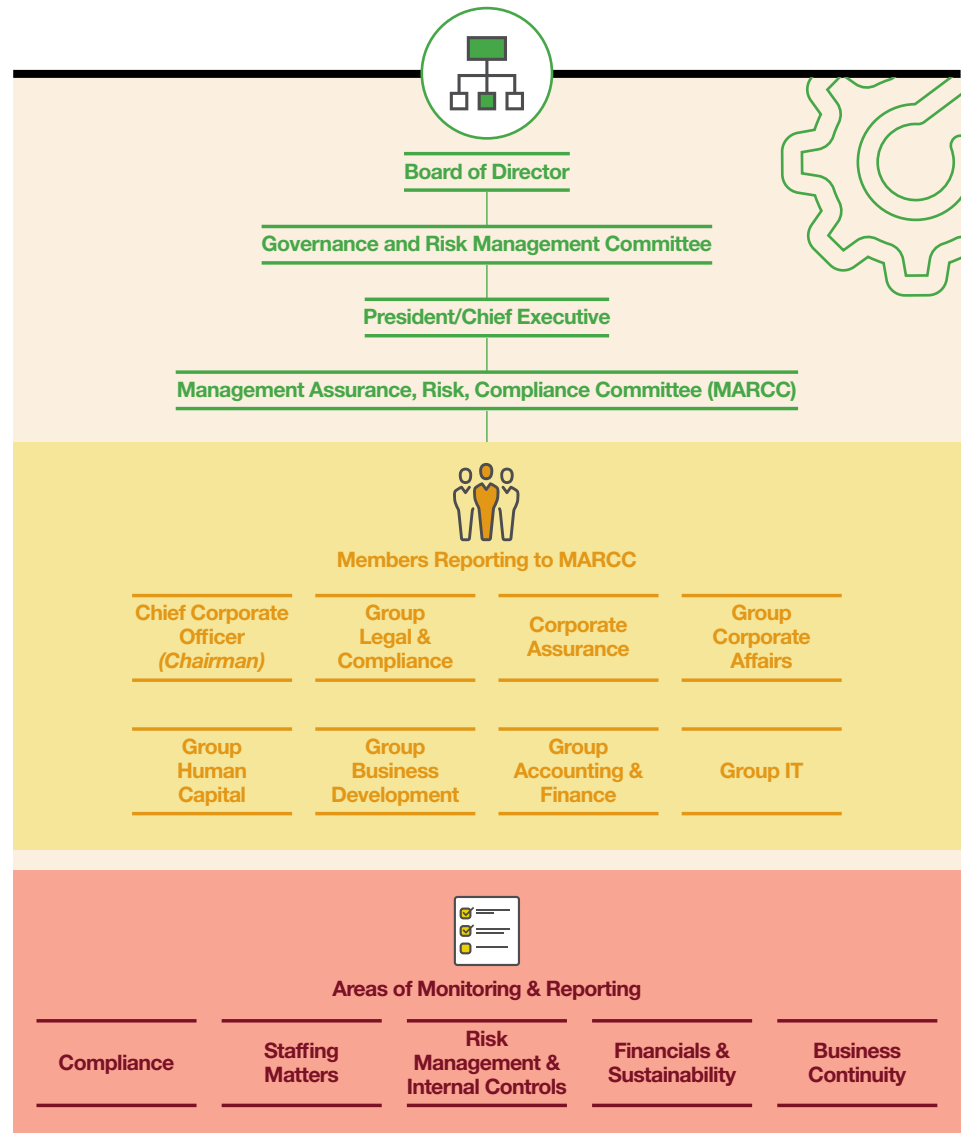 Board of Director
Governance and Risk Management Committee
President/Chief Executive
Management Assurance, Risk, Compliance Committee (MARCC)
Members Reporting to MARCC
Chief Corporate
Officer
(Chairman)
Group
Legal &
Compliance
Corporate
Assurance
Group
Corporate
Affairs
Group
Human
Capital
Group
Business
Development
Group
Accounting &
Finance
Group IT
Areas of Monitoring & Reporting
Compliance
Staffing
Matters
Risk
Management &
Internal Controls
Financials &
Sustainability
Business
Continuity